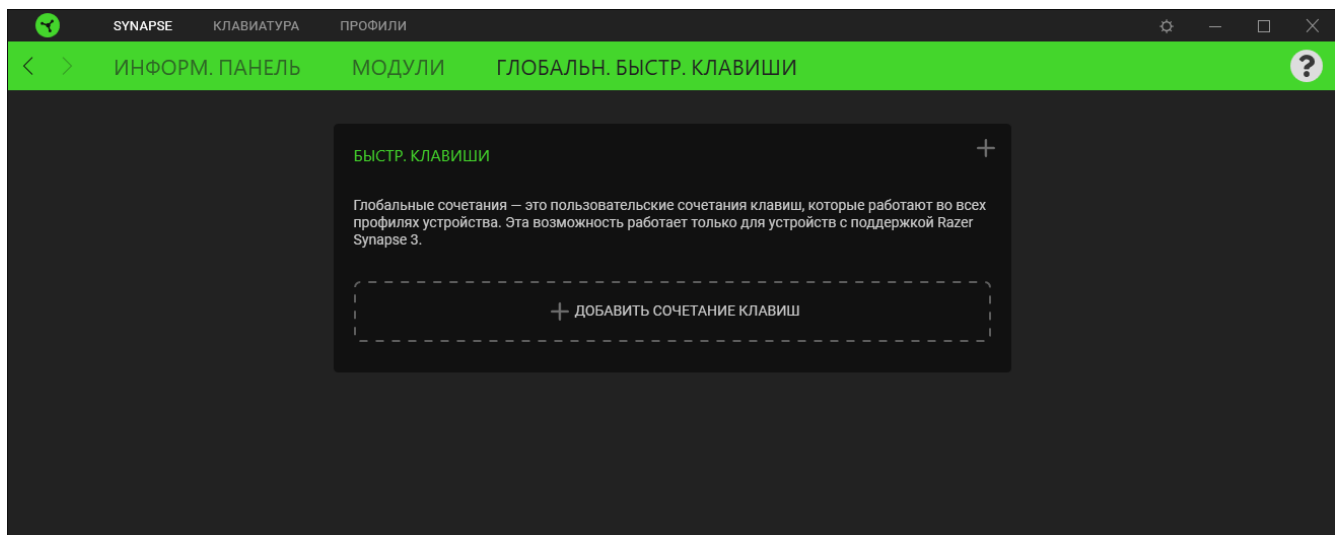 SYNAPSE КЛАВИАТУРА ПРОФИЛИ
ИНФОРМ. ПАНЕЛЬ МОДУЛИ ГЛОБАЛЬН. БЫСТР. КЛАВИШИ ?
БЫСТР. КЛАВИШИ
Глобальные сочетания — это пользовательские сочетания клавиш, которые работают во всех
профилях устройства. Эта возможность работает только для устройств с поддержкой Razer
Synapse 3.
ДОБАВИТЬ СОЧЕТАНИЕ КЛАВИШ